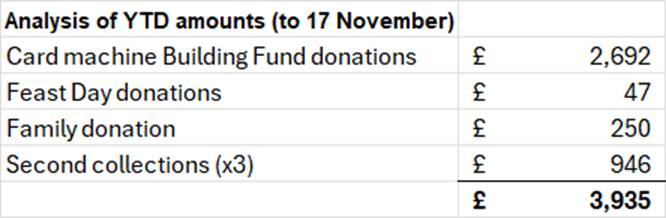 Analysis of YTD amounts (to 17 November)
Card machine Building Fund donations £ 2,692
Feast Day donations £ 47
Family donation £ 250
Second collections (x3) £ 946
£ 3,935